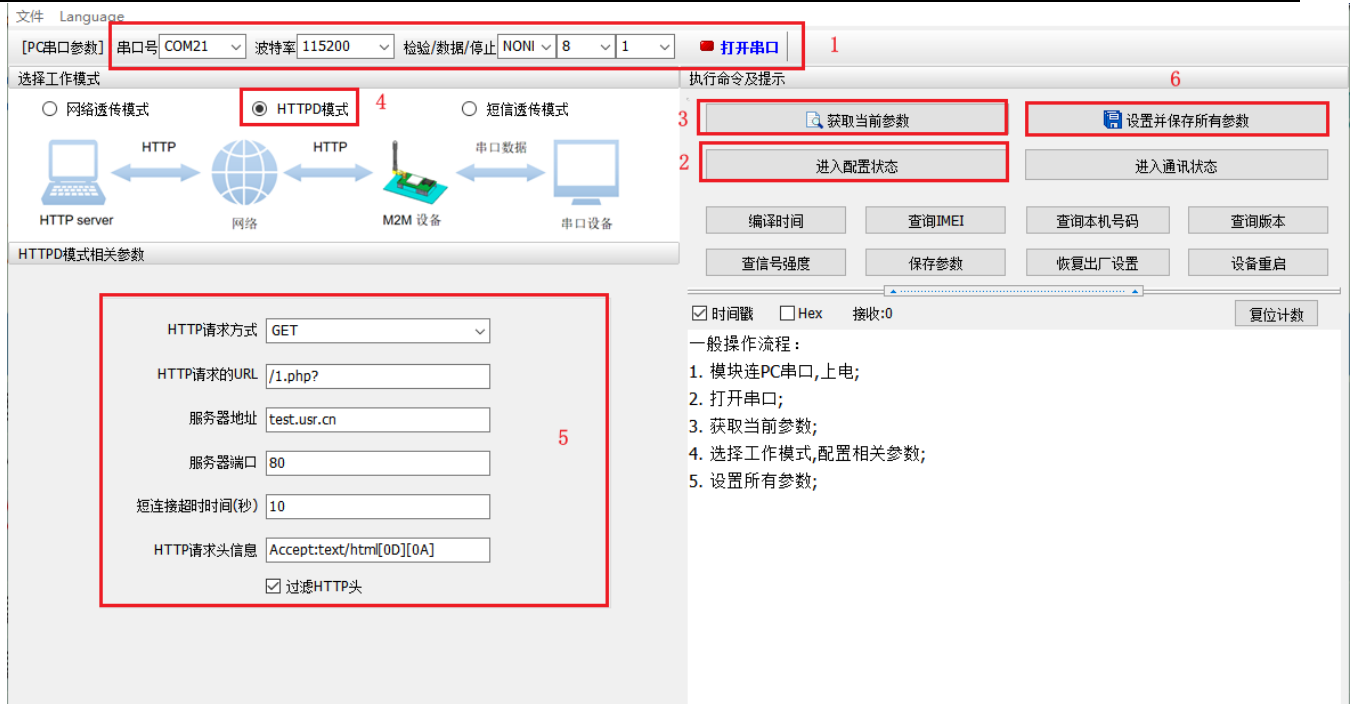 文件 Language
[PC串口参数] 串口号 COM21 波特率 115200 检验/数据/停止 NONI 8 1 打开串口 1
选择工作模式
网络透传模式 HTTPD模式 4 短信透传模式
HTTP HTTP 串口数据
HTTP server 网络 M2M 设备 串口设备
HTTPD模式相关参数
HTTP请求方式 GET
HTTP请求的URL /1.php?
服务器地址 test.usr.cn
5
服务器端口 80
短连接超时时间(秒) 10
HTTP请求头信息 Accept:text/html[0D][0A]
过滤HTTP头
执行命令及提示 6
3 获取当前参数 设置并保存所有参数
2 进入配置状态 进入通讯状态
编译时间 查询IMEI 查询本机号码 查询版本
查信号强度 保存参数 恢复出厂设置 设备重启
时间戳 Hex 接收:0 复位计数
一般操作流程：
1. 模块连PC串口,上电;
2. 打开串口;
3. 获取当前参数;
4. 选择工作模式,配置相关参数;
5. 设置所有参数;